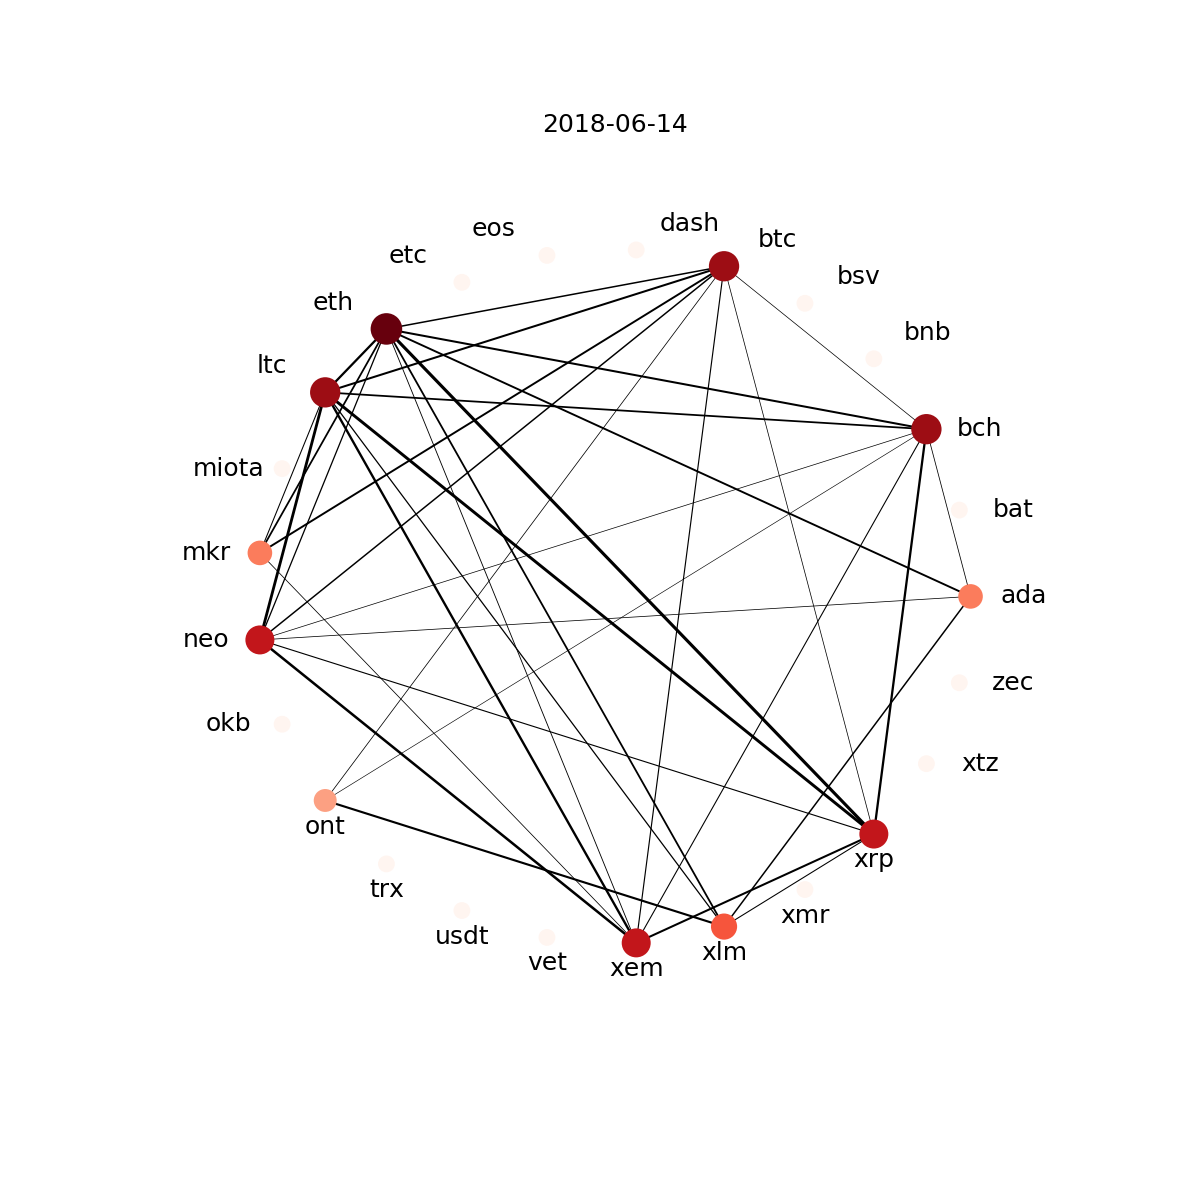 2018-06-14
dash
eos
btc
etc
bsv
eth
bnb
ltc
bch
miota
bat
mkr
ada
neo
zec
okb
xtz
ont
xrp
trx
xmr
usdt
xlm
vet
xem